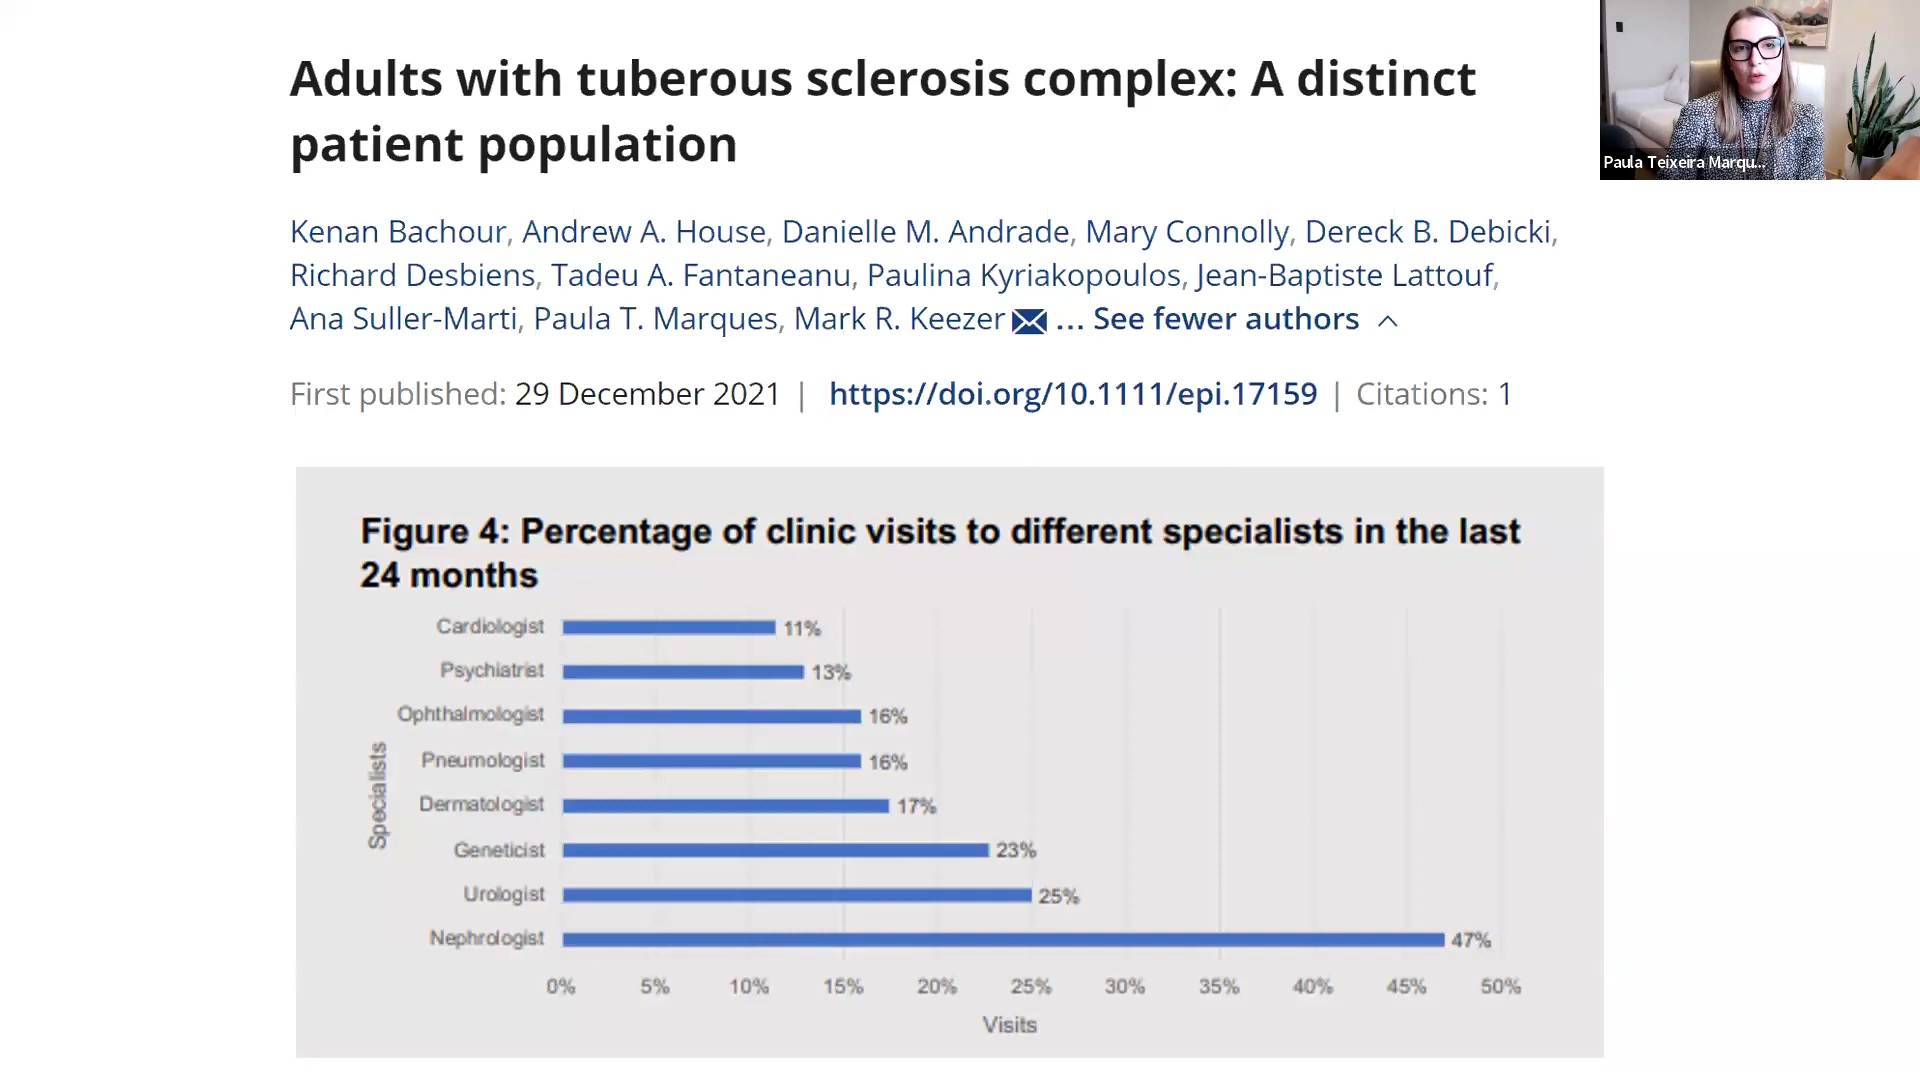 Adults with tuberous sclerosis complex: A distinct
patient population
Paula Teixeira Marqu...
Kenan Bachour, Andrew A. House, Danielle M. Andrade, Mary Connolly, Dereck B. Debicki,
Richard Desbiens, Tadeu A. Fantaneanu, Paulina Kyriakopoulos, Jean-Baptiste Lattouf,
Ana Suller-Marti, Paula T. Marques, Mark R. Keezer ... See fewer authors
First published: 29 December 2021 | https://doi.org/10.1111/epi.17159 | Citations: 1
Figure 4: Percentage of clinic visits to different specialists in the last
24 months
Cardiologist 11%
Psychiatrist 13%
Ophthalmologist 16%
Pneumologist 16%
Dermatologist 17%
Geneticist 23%
Urologist 25%
Nephrologist 47%
Specialists
0% 5% 10% 15% 20% 25% 30% 35% 40% 45% 50%
Visits